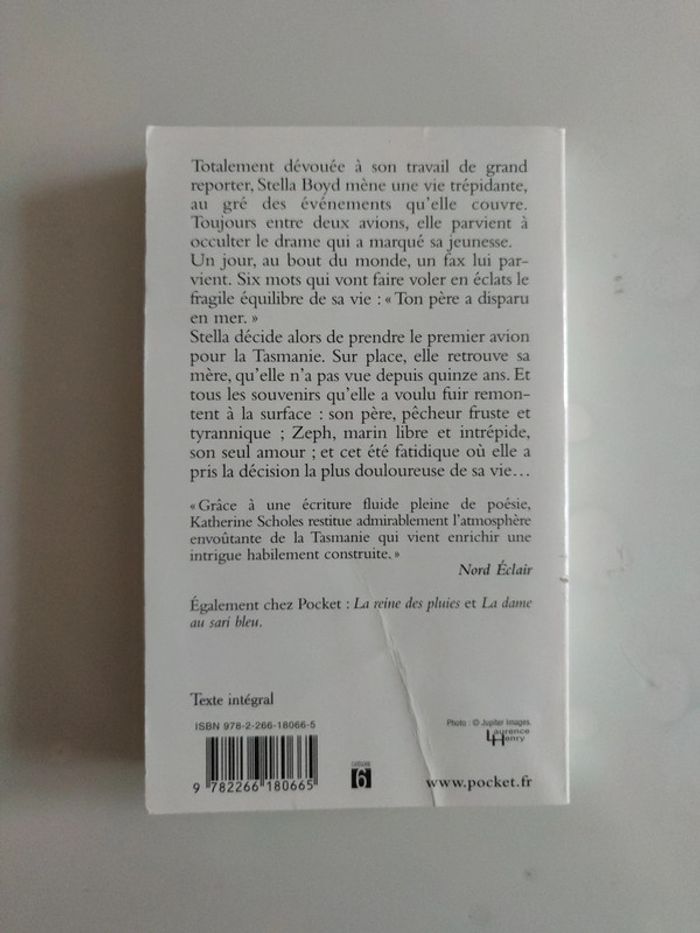 Totalement dévouée à son travail de grand
reporter, Stella Boyd mène une vie trépidante,
au gré des événements qu'elle couvre.
Toujours entre deux avions, elle parvient à
occulter le drame qui a marqué sa jeunesse.
Un jour, au bout du monde, un fax lui par-
vient. Six mots qui vont faire voler en éclats le
fragile équilibre de sa vie : « Ton père a disparu
en mer. »
Stella décide alors de prendre le premier avion
pour la Tasmanie. Sur place, elle retrouve sa
mère, qu'elle n'a pas vue depuis quinze ans. Et
tous les souvenirs qu'elle a voulu fuir remon-
tent à la surface : son père, pêcheur fruste et
tyrannique ; Zeph, marin libre et intrépide,
son seul amour ; et cet été fatidique où elle a
pris la décision la plus douloureuse de sa vie…
« Grâce à une écriture fluide pleine de poésie,
Katherine Scholes restitue admirablement l'atmosphère
envoûtante de la Tasmanie qui vient enrichir une
intrigue habilement construite. »
Nord Éclair
Également chez Pocket : La reine des pluies et La dame
au sari bleu.
Texte intégral
ISBN 978-2-266-18066-5
9 782266 180665
6
Photo : © Jupiter Images.
Laurence
Henry
www.pocket.fr